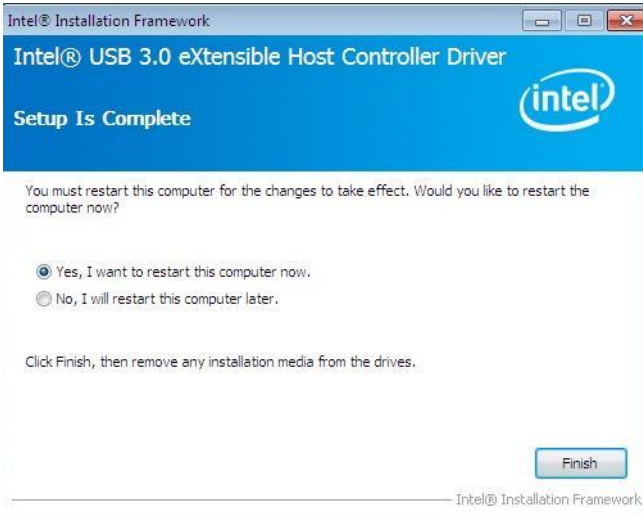 Intel® Installation Framework
Intel® USB 3.0 eXtensible Host Controller Driver
intel
Setup Is Complete
You must restart this computer for the changes to take effect. Would you like to restart the
computer now?
Yes, I want to restart this computer now.
No, I will restart this computer later.
Click Finish, then remove any installation media from the drives.
Finish
Intel® Installation Framework